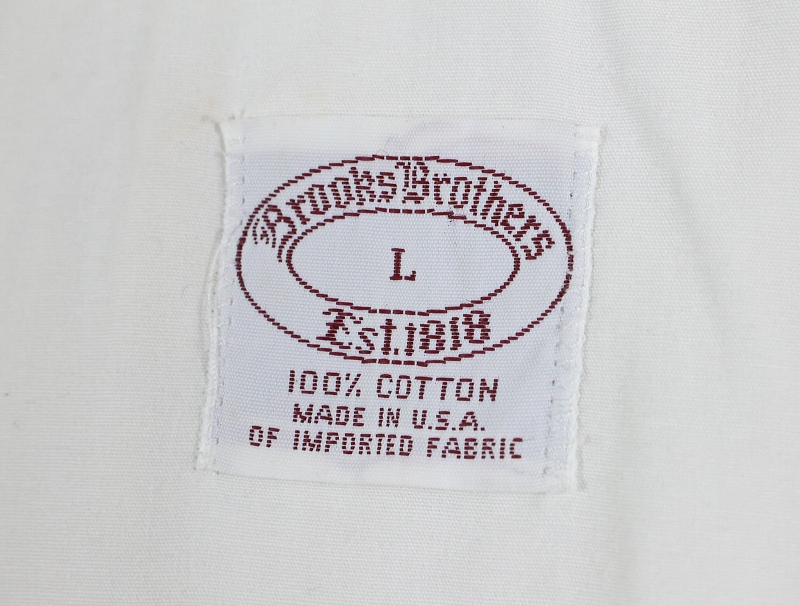 Brooks Brothers
L
Est. 1818
100% COTTON
MADE IN U.S.A.
OF IMPORTED FABRIC